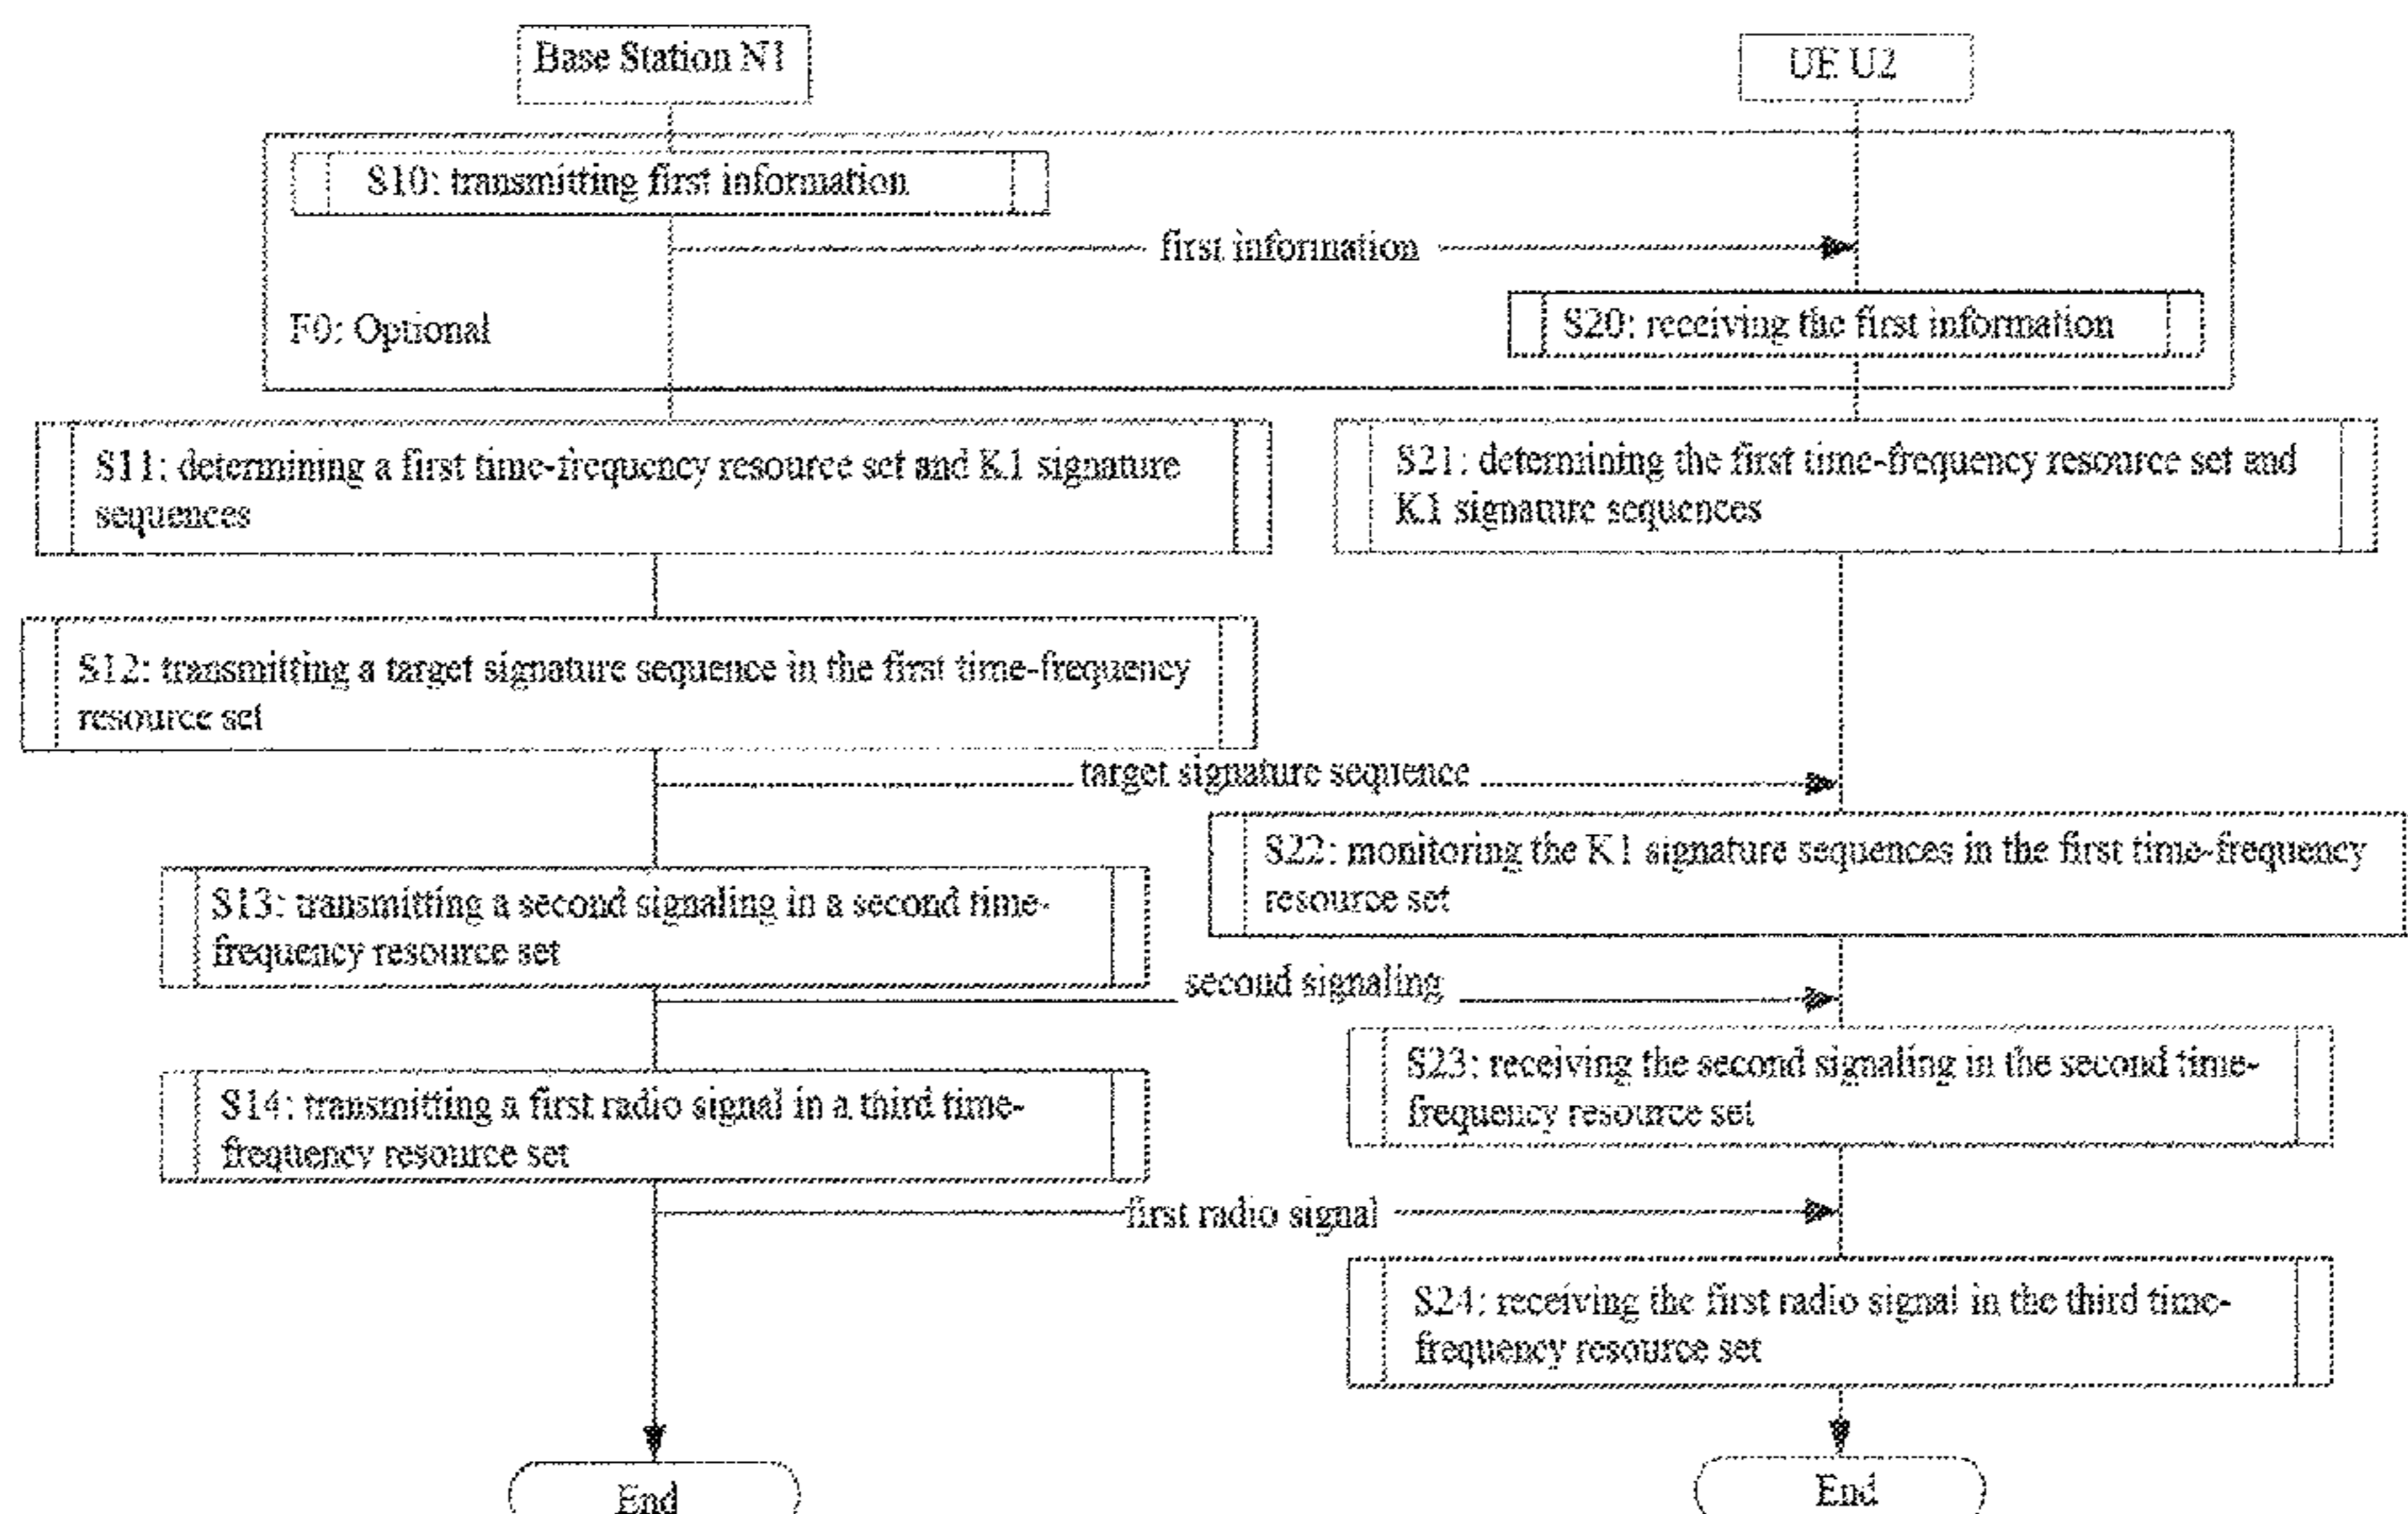 Base Station N1
UE U2
S10: transmitting first information
first information
F0: Optional
S20: receiving the first information
S11: determining a first time-frequency resource set and K1 signature
sequences
S21: determining the first time-frequency resource set and
K1 signature sequences
S12: transmitting a target signature sequence in the first time-frequency
resource set
target signature sequence
S22: monitoring the K1 signature sequences in the first time-frequency
resource set
S13: transmitting a second signaling in a second time-
frequency resource set
second signaling
S23: receiving the second signaling in the second time-
frequency resource set
S14: transmitting a first radio signal in a third time-
frequency resource set
first radio signal
S24: receiving the first radio signal in the third time-
frequency resource set
End
End